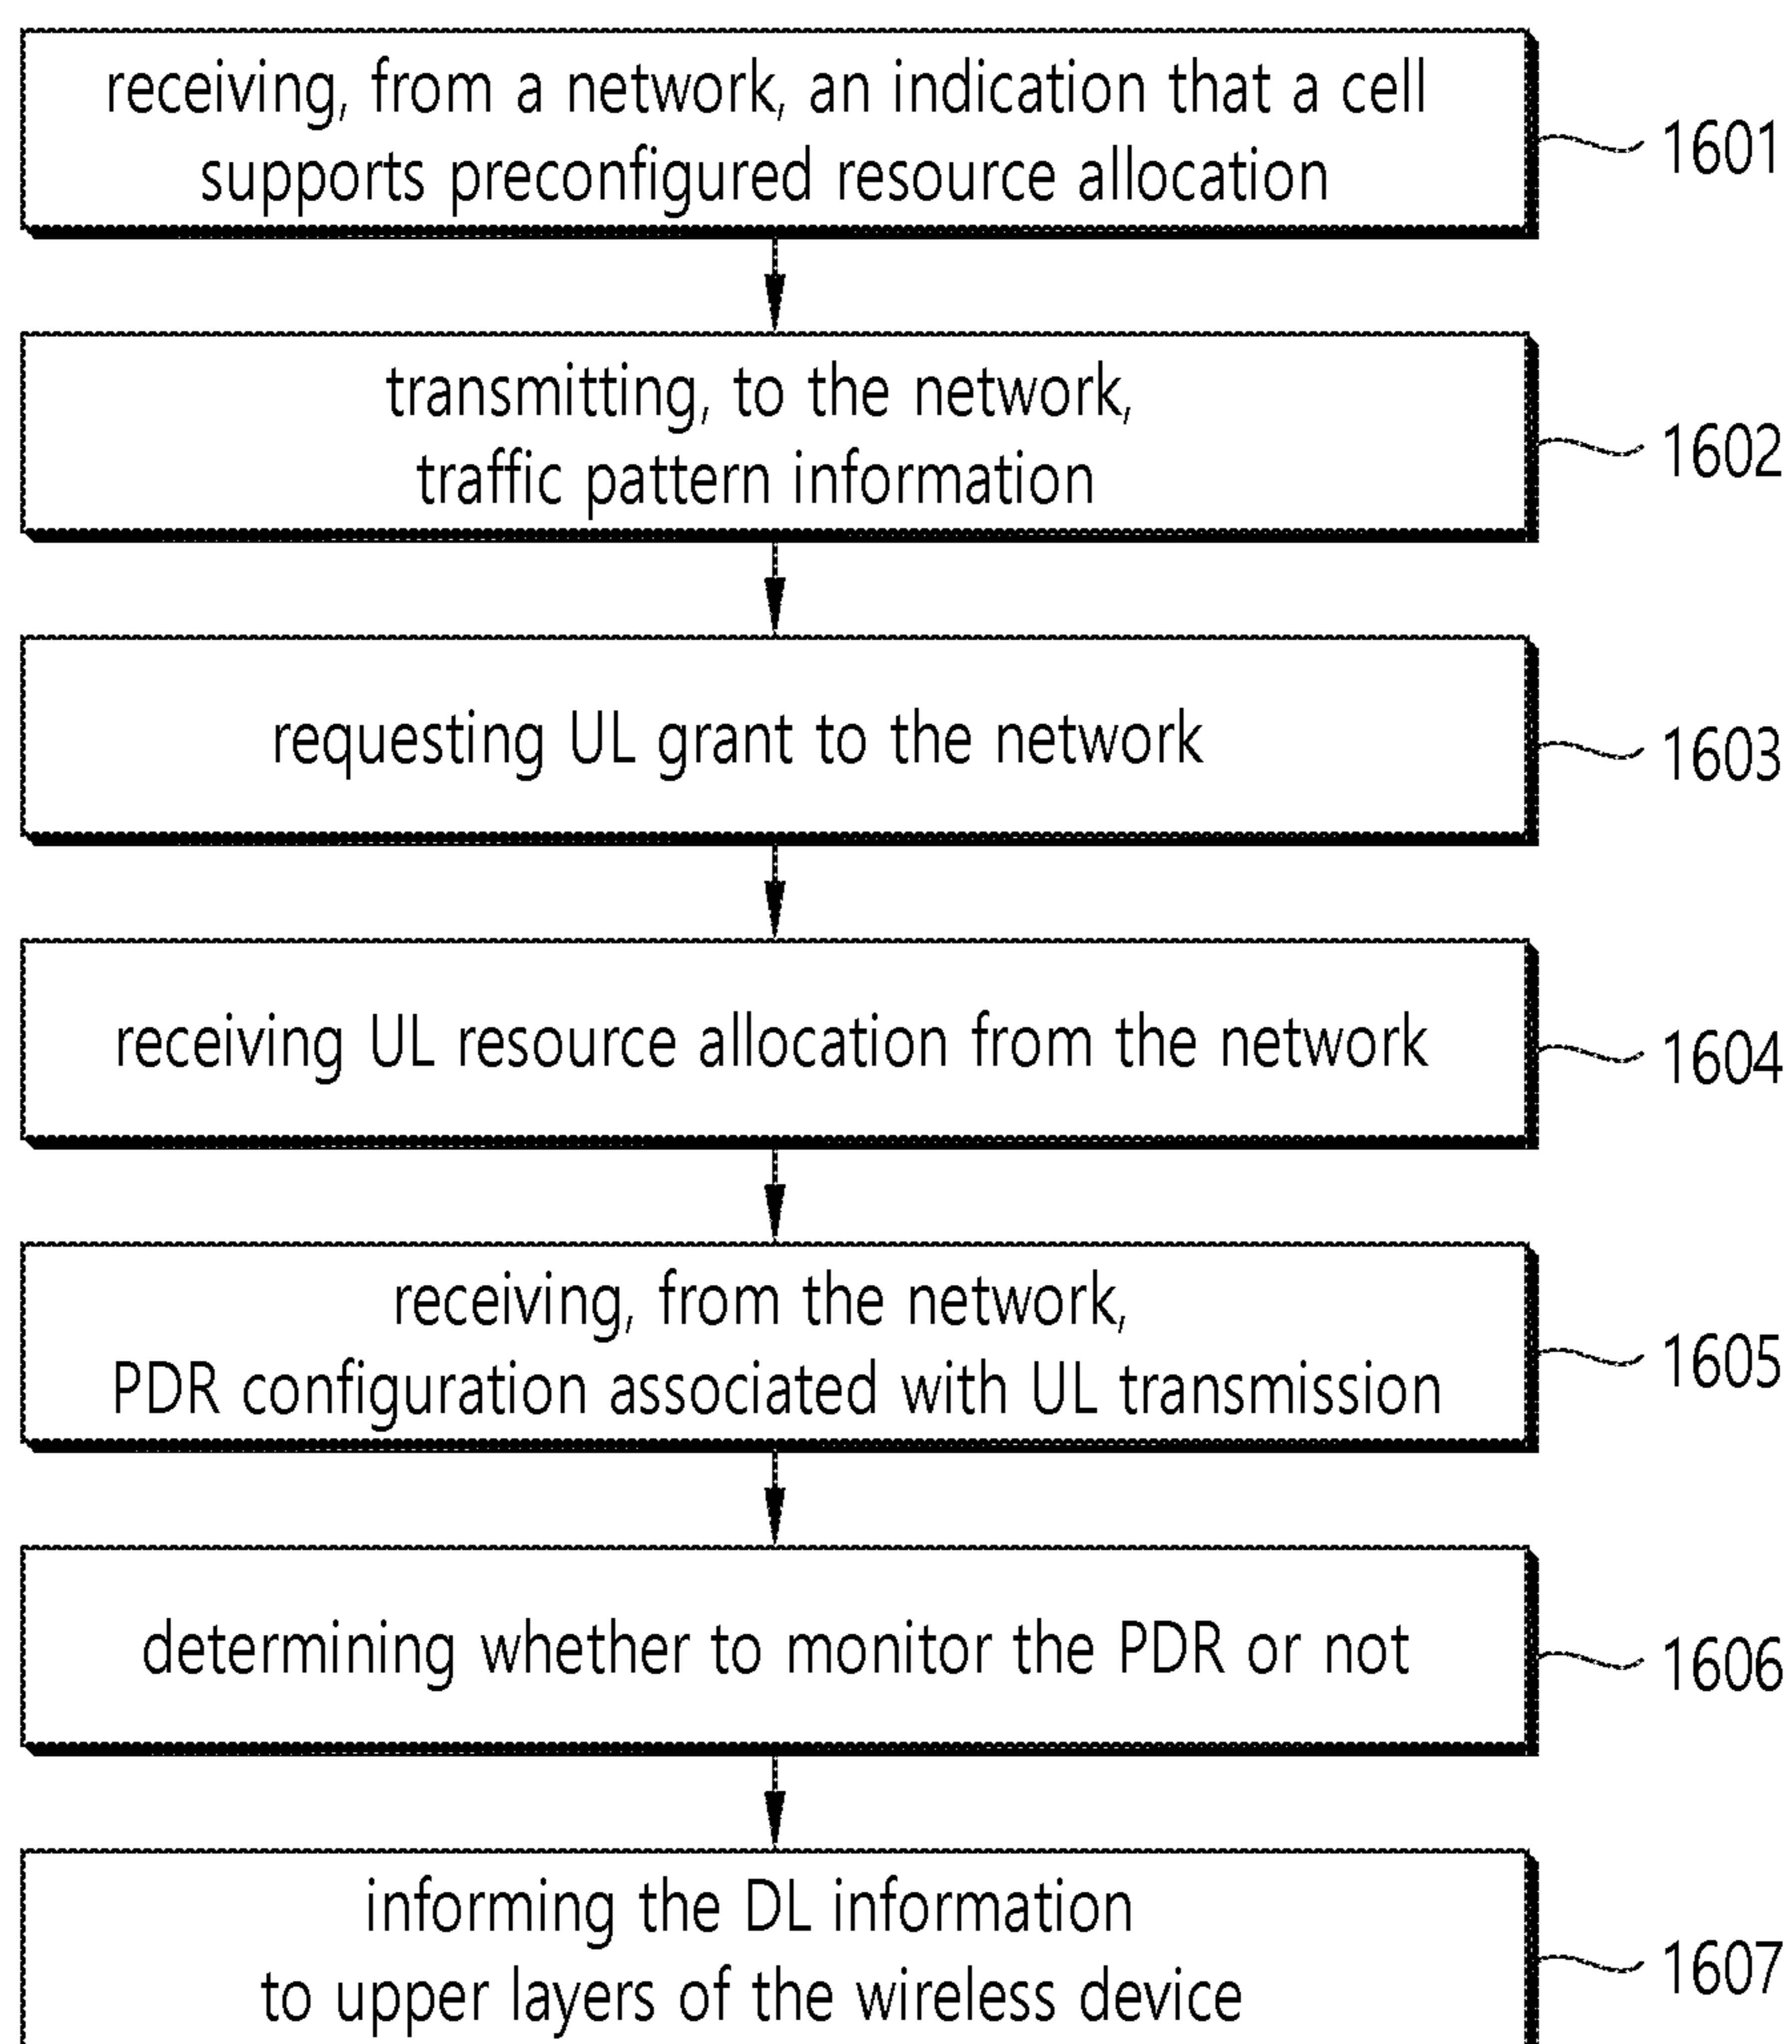 receiving, from a network, an indication that a cell
supports preconfigured resource allocation
1601
transmitting, to the network,
traffic pattern information
1602
requesting UL grant to the network
1603
receiving UL resource allocation from the network
1604
receiving, from the network,
PDR configuration associated with UL transmission
1605
determining whether to monitor the PDR or not
1606
informing the DL information
to upper layers of the wireless device
1607